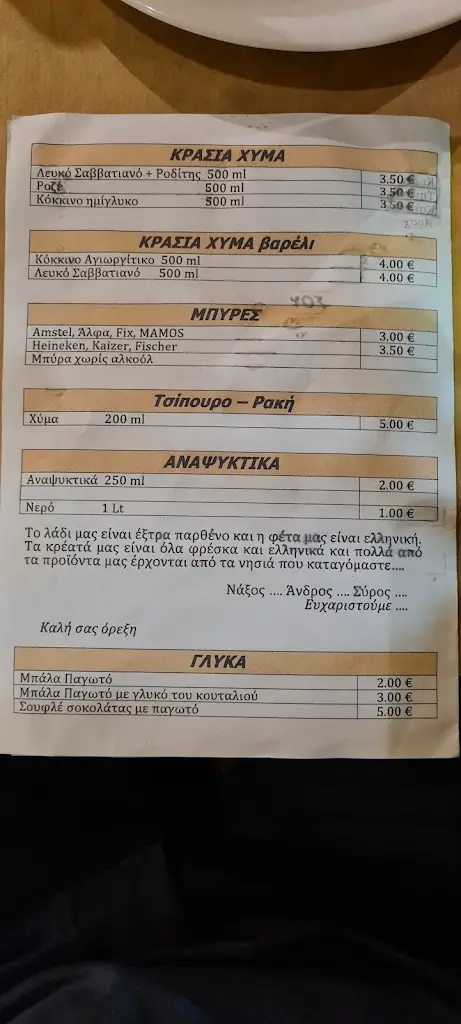 ΚΡΑΣΙΑ ΧΥΜΑ
Λευκό Σαββατιανό + Ροδίτης 500 ml 3.50 €
Ροζέ 500 ml 3.50 €
Κόκκινο ημίγλυκο 500 ml 3.50 €
ΚΡΑΣΙΑ ΧΥΜΑ βαρέλι
Κόκκινο Αγιωργίτικο 500 ml 4.00 €
Λευκό Σαββατιανό 500 ml 4.00 €
ΜΠΥΡΕΣ
Amstel, Άλφα, Fix, MAMOS 3.00 €
Heineken, Kaizer, Fischer 3.50 €
Μπύρα χωρίς αλκοόλ
Τσίπουρο – Ρακή
Χύμα 200 ml 5.00 €
ΑΝΑΨΥΚΤΙΚΑ
Αναψυκτικά 250 ml 2.00 €
Νερό 1 Lt 1.00 €
Το λάδι μας είναι έξτρα παρθένο και η φέτα μας είναι ελληνική.
Τα κρέατά μας είναι όλα φρέσκα και ελληνικά και πολλά από
τα προϊόντα μας έρχονται από τα νησιά που καταγόμαστε....
Νάξος .... Άνδρος .... Σύρος ....
Ευχαριστούμε ....
Καλή σας όρεξη
ΓΛΥΚΑ
Μπάλα Παγωτό 2.00 €
Μπάλα Παγωτό με γλυκό του κουταλιού 3.00 €
Σουφλέ σοκολάτας με παγωτό 5.00 €